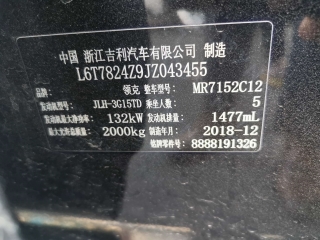 中国 浙江吉利汽车有限公司 制造
L6T7824Z9JZ043455
品牌: 领克 整车型号: MR7152C12
发动机型号: JLH-3G15TD 乘坐人数: 5
发动机最大净功率: 132kW 发动机排量: 1477mL
最大允许总质量: 2000kg 制造年月: 2018-12
铭牌零件号: 8888191326